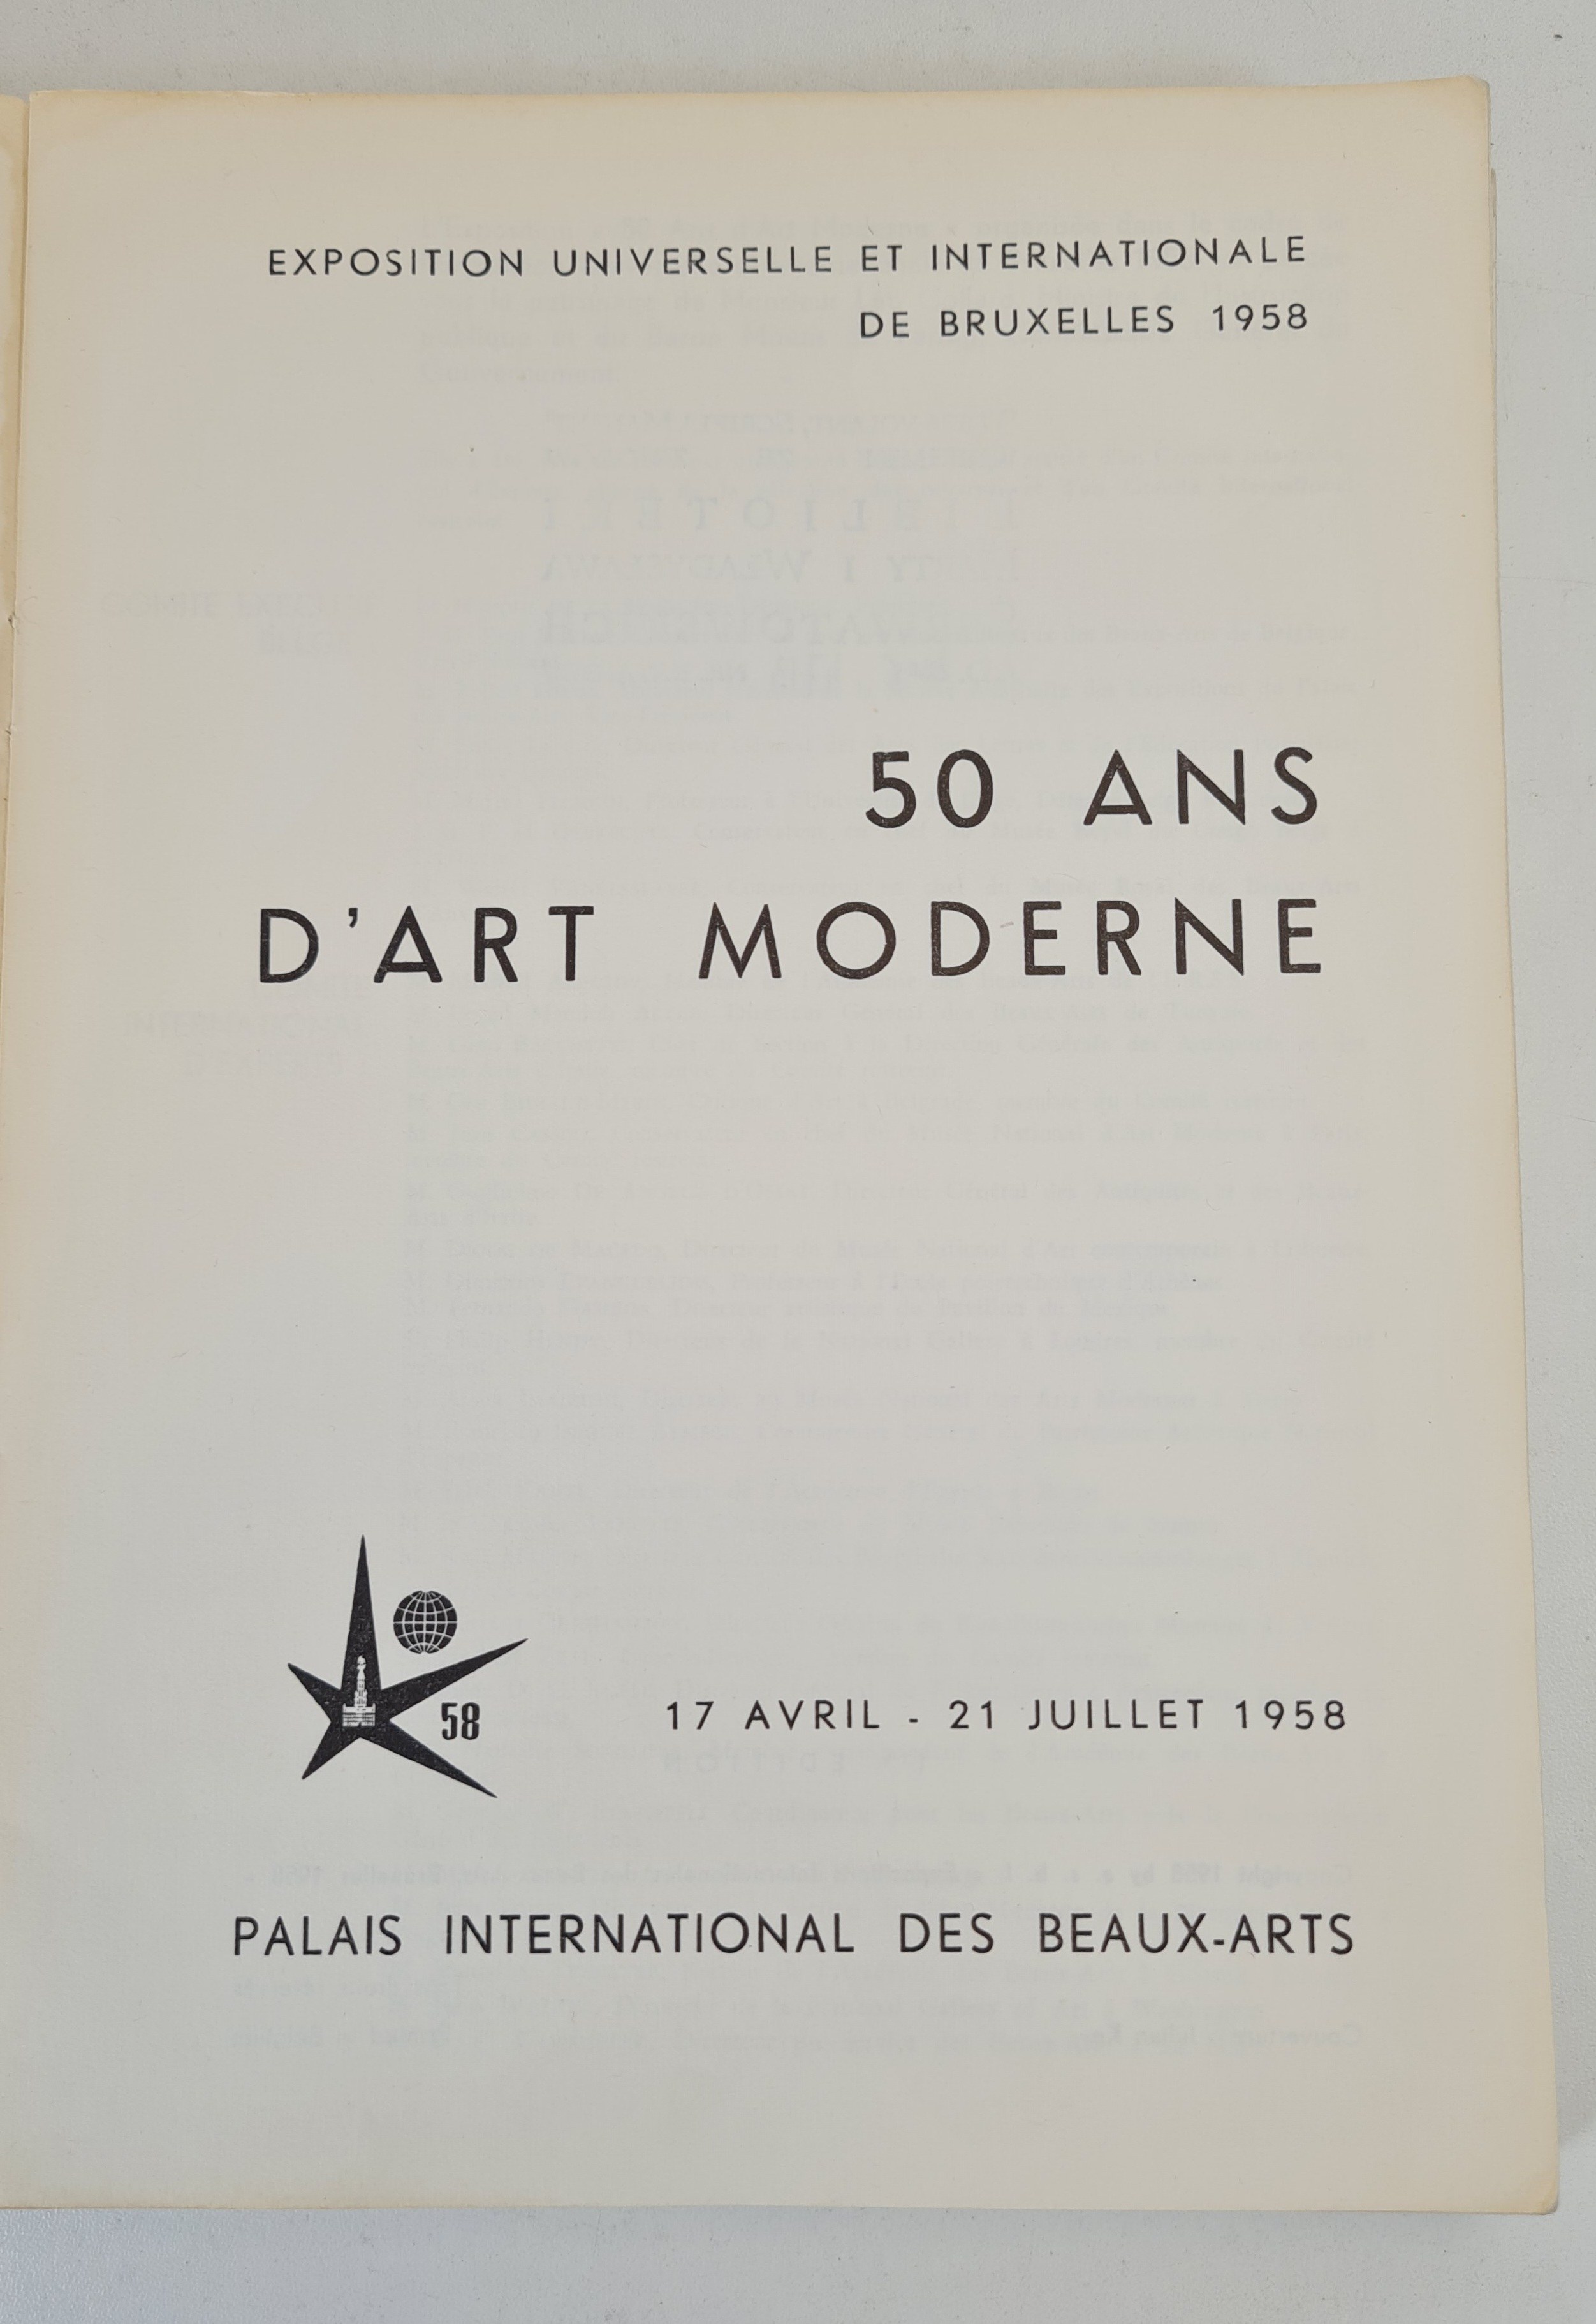 EXPOSITION UNIVERSELLE ET INTERNATIONALE
DE BRUXELLES 1958
50 ANS
D'ART MODERNE
58
17 AVRIL - 21 JUILLET 1958
PALAIS INTERNATIONAL DES BEAUX-ARTS